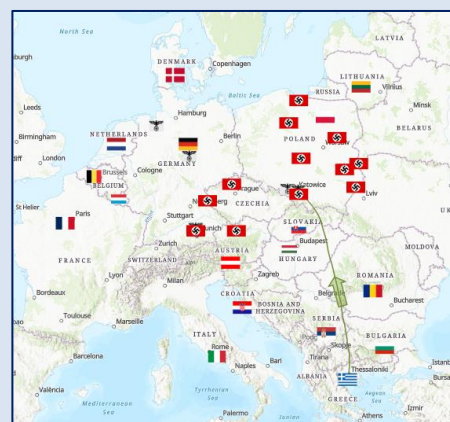 North Sea
LATVIA
DENMARK
Copenhagen
LITHUANIA
Baltic Sea
Vilnius
RUSSIA
Leeds
Minsk
Hamburg
Birmingham
NETHERLANDS
Berlin
POLAND
BELARUS
London
GERMANY
Brussels
Cologne
BELGIUM
Katowice
Lviv
St Helier
Paris
CZECHIA
Stuttgart
SLOVAKIA
Budapest
MOLDOVA
Zurich
AUSTRIA
HUNGARY
FRANCE
SWITZERLAND
ROMANIA
Lyon
Milan
Zagreb
CROATIA
Bucharest
Bordeaux
BOSNIA AND
HERZEGOVINA
Toulouse
Marseille
SERBIA
ITALY
BULGARIA
Barcelona
Rome
Skopje
Bari
Tirana
Naples
Thessaloniki
ALBANIA
València
Tyrrhenian
Sea
Aegean
Sea
GREECE
Mediterranean
Sea
Izmir
Palermo
Athens